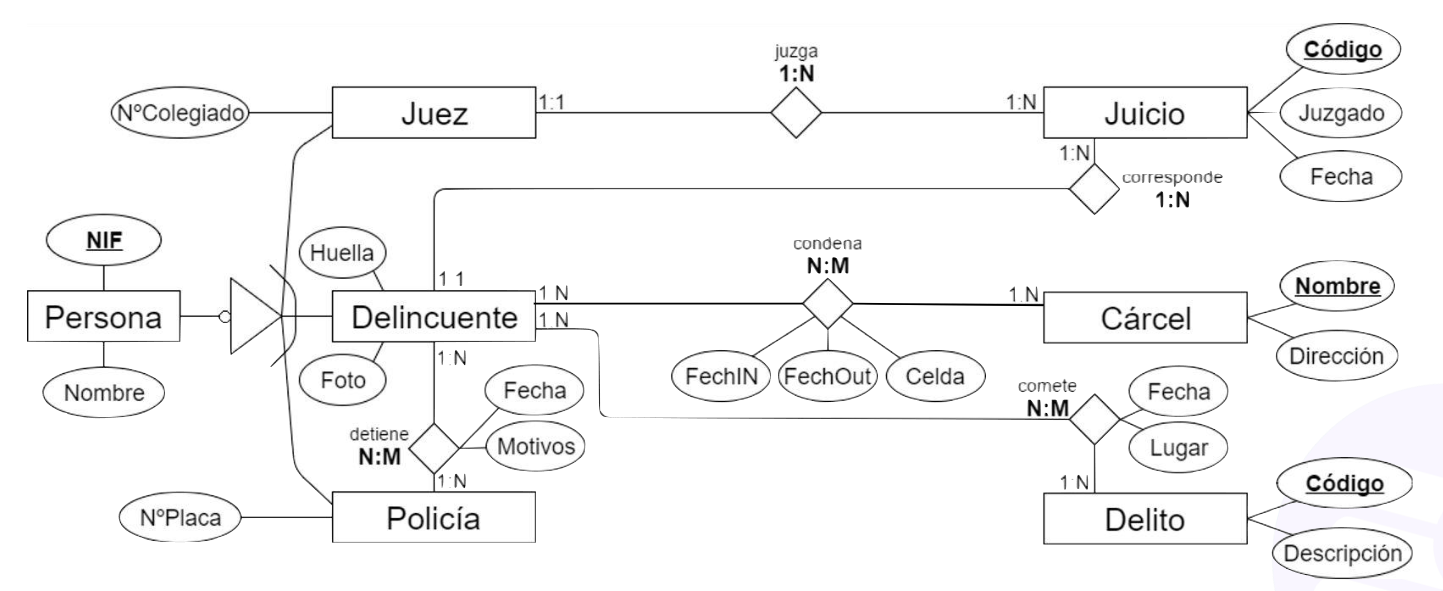 juzga
1:N
Código
NºColegiado
Juez
1:1
1:N
Juicio
Juzgado
1:N
corresponde
1:N
Fecha
NIF
Huella
condena
N:M
1 1
1 N
1 N
Nombre
Persona
Delincuente
1 N
Cárcel
Dirección
Nombre
Foto
1:N
FechIN
FechOut
Celda
Fecha
comete
N:M
Fecha
detiene
N:M
Motivos
Lugar
1:N
1:N
Código
NºPlaca
Policía
Delito
Descripción